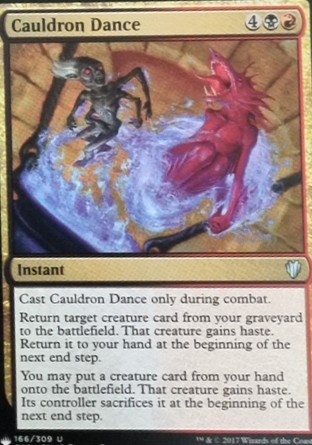 Cauldron Dance 4
Instant
Cast Cauldron Dance only during combat.
Return target creature card from your graveyard
to the battlefield. That creature gains haste.
Return it to your hand at the beginning of the
next end step.
You may put a creature card from your hand
onto the battlefield. That creature gains haste.
Its controller sacrifices it at the beginning of the
next end step.
166/309 U
™ & © 2017 Wizards of the Coast